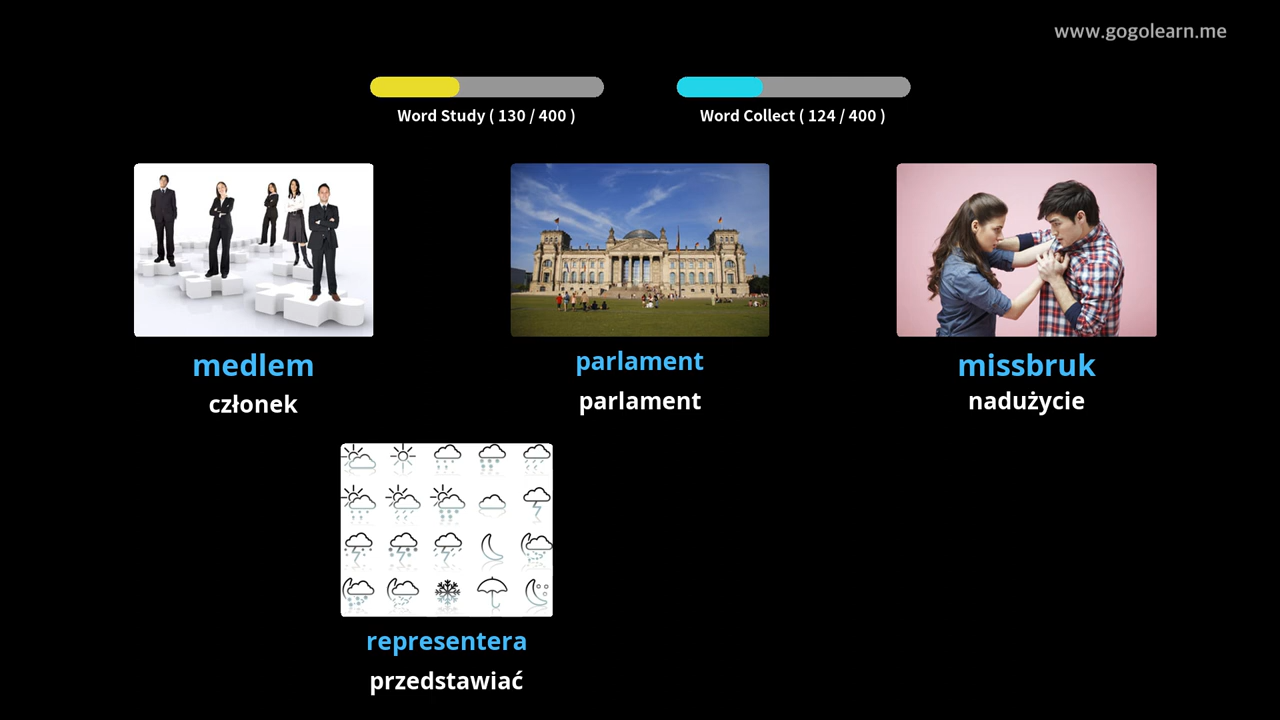 www.gogolearn.me
Word Study ( 130 / 400 )
Word Collect ( 124 / 400 )
medlem
członek
parlament
parlament
missbruk
nadużycie
representera
przedstawiać